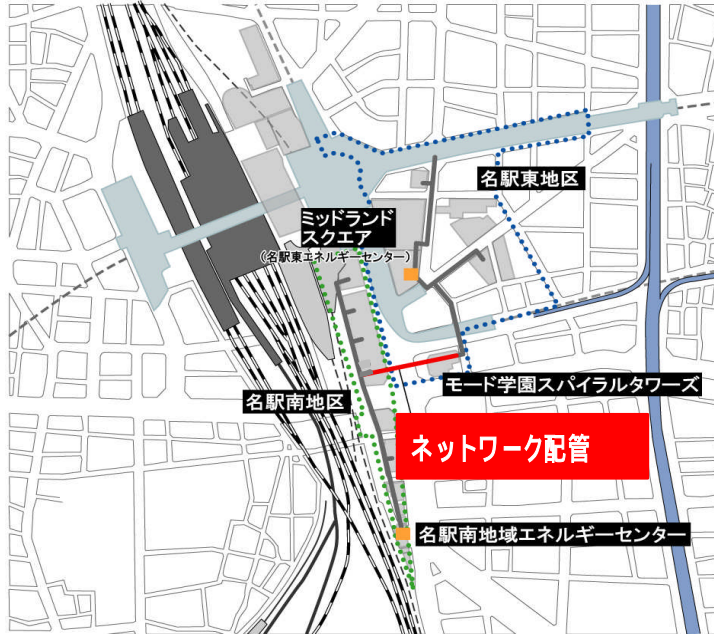 名駅東地区
ミッドランド
スクエア
(名駅東エネルギーセンター)
モード学園スパイラルタワーズ
名駅南地区
ネットワーク配管
名駅南地域エネルギーセンター